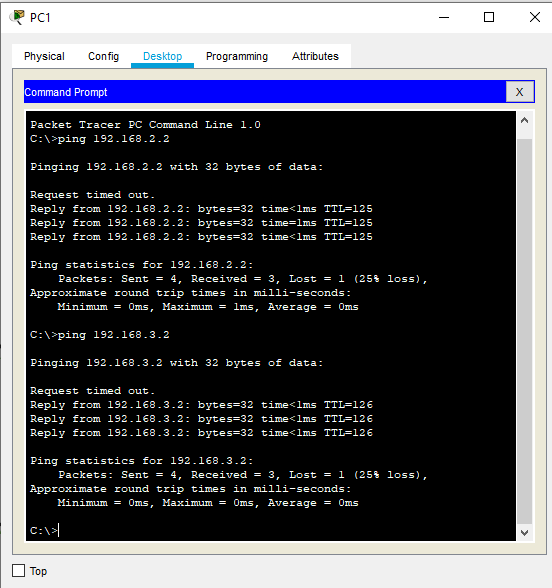 PC1
Physical Config Desktop Programming Attributes
Command Prompt X
Packet Tracer PC Command Line 1.0
C:\>ping 192.168.2.2
Pinging 192.168.2.2 with 32 bytes of data:
Request timed out.
Reply from 192.168.2.2: bytes=32 time<1ms TTL=125
Reply from 192.168.2.2: bytes=32 time=1ms TTL=125
Reply from 192.168.2.2: bytes=32 time<1ms TTL=125
Ping statistics for 192.168.2.2:
Packets: Sent = 4, Received = 3, Lost = 1 (25% loss),
Approximate round trip times in milli-seconds:
Minimum = 0ms, Maximum = 1ms, Average = 0ms
C:\>ping 192.168.3.2
Pinging 192.168.3.2 with 32 bytes of data:
Request timed out.
Reply from 192.168.3.2: bytes=32 time<1ms TTL=126
Reply from 192.168.3.2: bytes=32 time<1ms TTL=126
Reply from 192.168.3.2: bytes=32 time<1ms TTL=126
Ping statistics for 192.168.3.2:
Packets: Sent = 4, Received = 3, Lost = 1 (25% loss),
Approximate round trip times in milli-seconds:
Minimum = 0ms, Maximum = 0ms, Average = 0ms
C:\>
Top